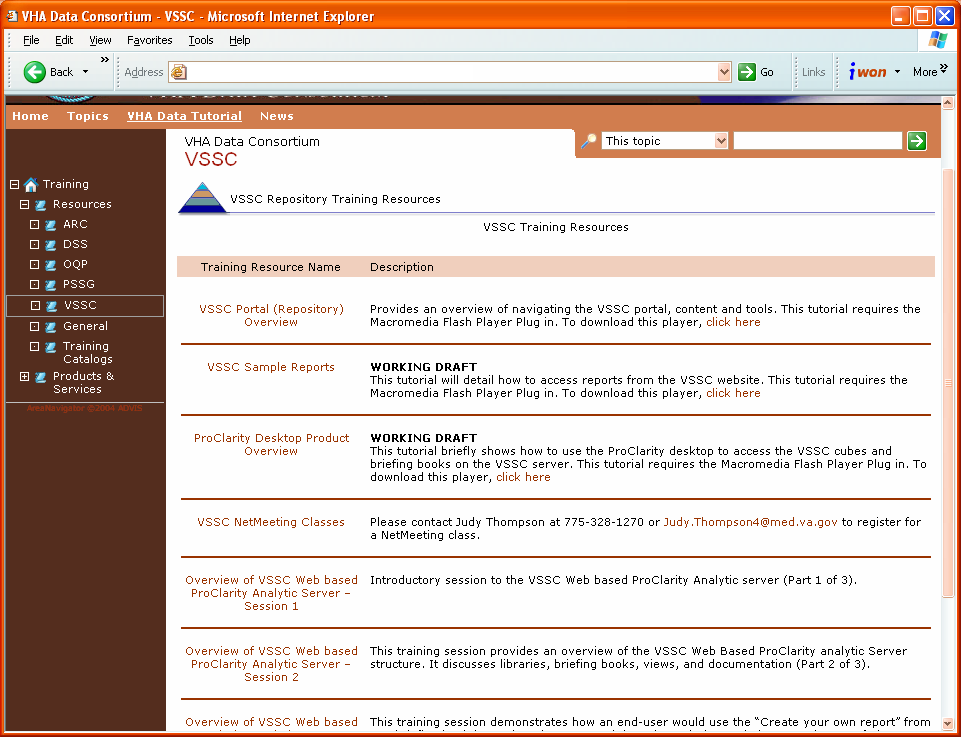 VHA Data Consortium - VSSC - Microsoft Internet Explorer
File Edit View Favorites Tools Help
Back Address Go Links iwon More
Home Topics VHA Data Tutorial News
VHA Data Consortium
VSSC
This topic
Training
Resources
ARC
DSS
OQP
PSSG
VSSC
General
Training
Catalogs
Products &
Services
AreaNavigator ©2004 ADVIS
VSSC Repository Training Resources
VSSC Training Resources
Training Resource Name Description
VSSC Portal (Repository)
Overview
Provides an overview of navigating the VSSC portal, content and tools. This tutorial requires the
Macromedia Flash Player Plug in. To download this player, click here
VSSC Sample Reports
WORKING DRAFT
This tutorial will detail how to access reports from the VSSC website. This tutorial requires the
Macromedia Flash Player Plug in. To download this player, click here
ProClarity Desktop Product
Overview
WORKING DRAFT
This tutorial briefly shows how to use the ProClarity desktop to access the VSSC cubes and
briefing books on the VSSC server. This tutorial requires the Macromedia Flash Player Plug in. To
download this player, click here
VSSC NetMeeting Classes
Please contact Judy Thompson at 775-328-1270 or Judy.Thompson4@med.va.gov to register for
a NetMeeting class.
Overview of VSSC Web based
ProClarity Analytic Server –
Session 1
Introductory session to the VSSC Web based ProClarity Analytic server (Part 1 of 3).
Overview of VSSC Web based
ProClarity Analytic Server –
Session 2
This training session provides an overview of the VSSC Web Based ProClarity analytic Server
structure. It discusses libraries, briefing books, views, and documentation (Part 2 of 3).
Overview of VSSC Web based
This training session demonstrates how an end-user would use the “Create your own report” from